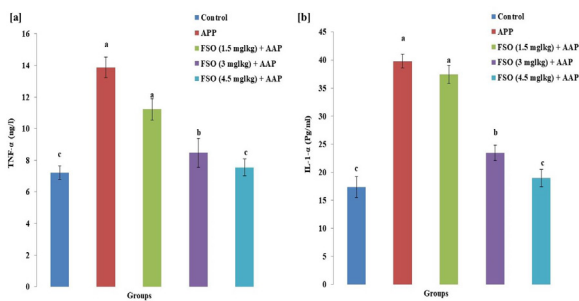 [a]
TNF-α (ng/l)
16
14
12
10
8
6
4
2
0
c
a
a
b
c
Groups
Control
APP
FSO (1.5 mglkg) + AAP
FSO (3 mglkg) + AAP
FSO (4.5 mglkg) + AAP
[b]
IL-1-α (Pg/ml)
45
40
35
30
25
20
15
10
5
0
c
a
a
b
c
Groups
Control
APP
FSO (1.5 mglkg) + AAP
FSO (3 mglkg) + AAP
FSO (4.5 mglkg) + AAP